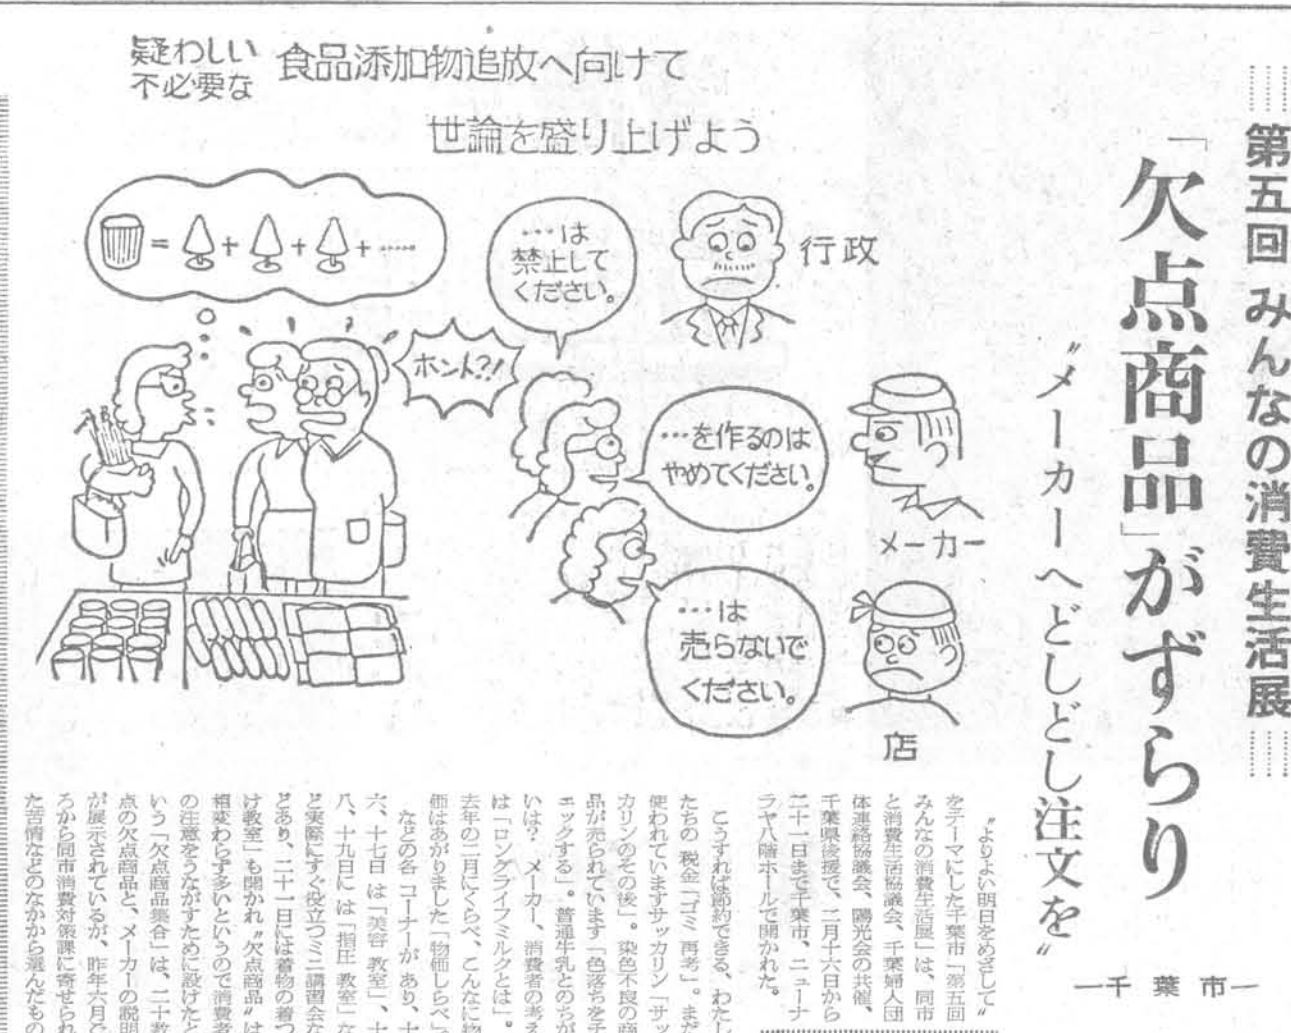 第五回 みんなの消費生活展
「欠点商品」がずらり
〝メーカーへどしどし注文を〟
―千葉市―
疑わしい
不必要な
食品添加物追放へ向けて
世論を盛り上げよう
…は
禁止して
ください。
行政
ホント?!
…を作るのは
やめてください。
メーカー
…は
売らないで
ください。
店
〝よりよい明日をめざして〟
をテーマにした千葉市「第五回
みんなの消費生活展」は、同市
と消費生活協議会、千葉婦人団
体連絡協議会、陽光会の共催、
千葉県後援で、二月十六日から
二十一日まで千葉市、ニューナ
ラヤ八階ホールで開かれた。
こうすれば節約できる、わたし
たちの税金「ゴミ再考」。まだ
使われていますサッカリン「サッ
カリンのその後」。染色不良の商
品が売られています「色落ちをチ
ェックする」。普通牛乳とのちが
いは? メーカー、消費者の考え
は「ロングライフミルクとは」。
去年の二月にくらべ、こんなに物
価はあがりました「物価しらべ」
などの各コーナーがあり、十
六、十七日は「美容教室」、十
八、十九日には「指圧教室」な
ど実際にすぐ役立つミニ講習会な
どあり、二十一日には着物の着つ
け教室」も開かれ〝欠点商品〟は
相変わらず多いというので消費者
の注意をうながすために設けたと
いう「欠点商品集合」は、二十数
点の欠点商品と、メーカーの説明
が展示されているが、昨年六月ご
ろから同市消費対策課に寄せられ
た苦情などのなかから選んだもの